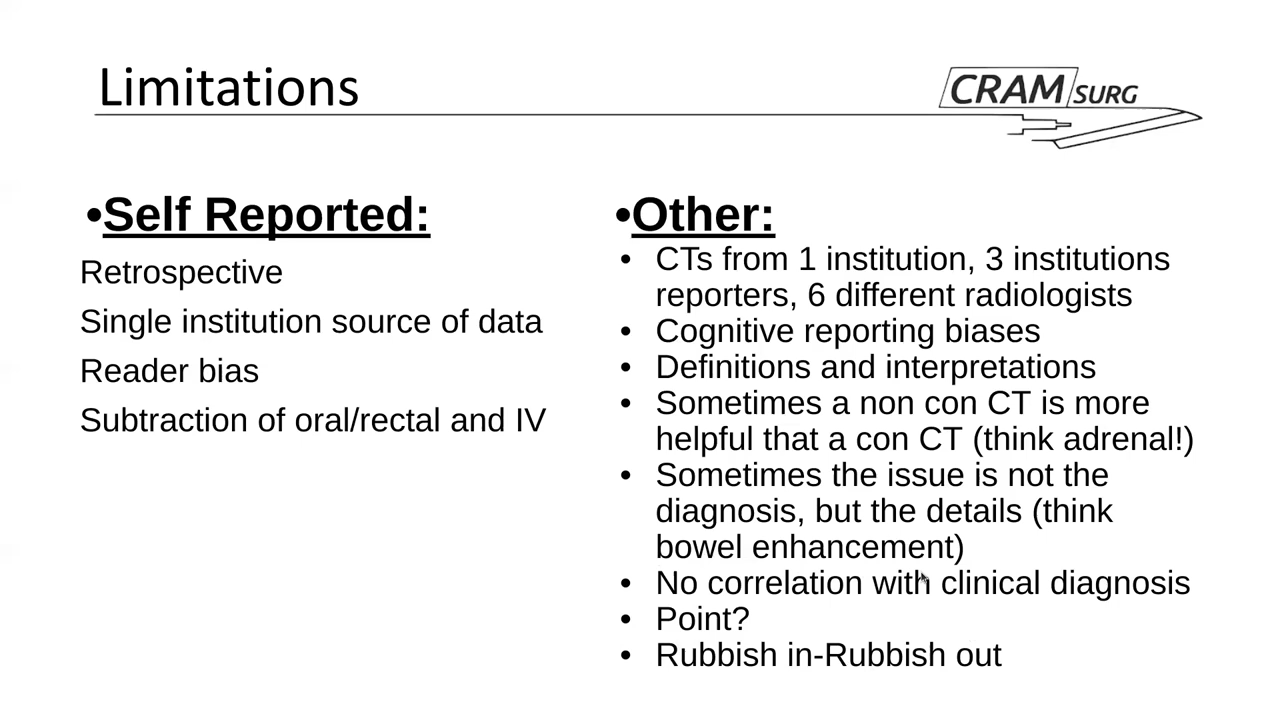 Limitations
CRAM SURG
•Self Reported:
Retrospective
Single institution source of data
Reader bias
Subtraction of oral/rectal and IV
•Other:
• CTs from 1 institution, 3 institutions
reporters, 6 different radiologists
• Cognitive reporting biases
• Definitions and interpretations
• Sometimes a non con CT is more
helpful that a con CT (think adrenal!)
• Sometimes the issue is not the
diagnosis, but the details (think
bowel enhancement)
• No correlation with clinical diagnosis
• Point?
• Rubbish in-Rubbish out